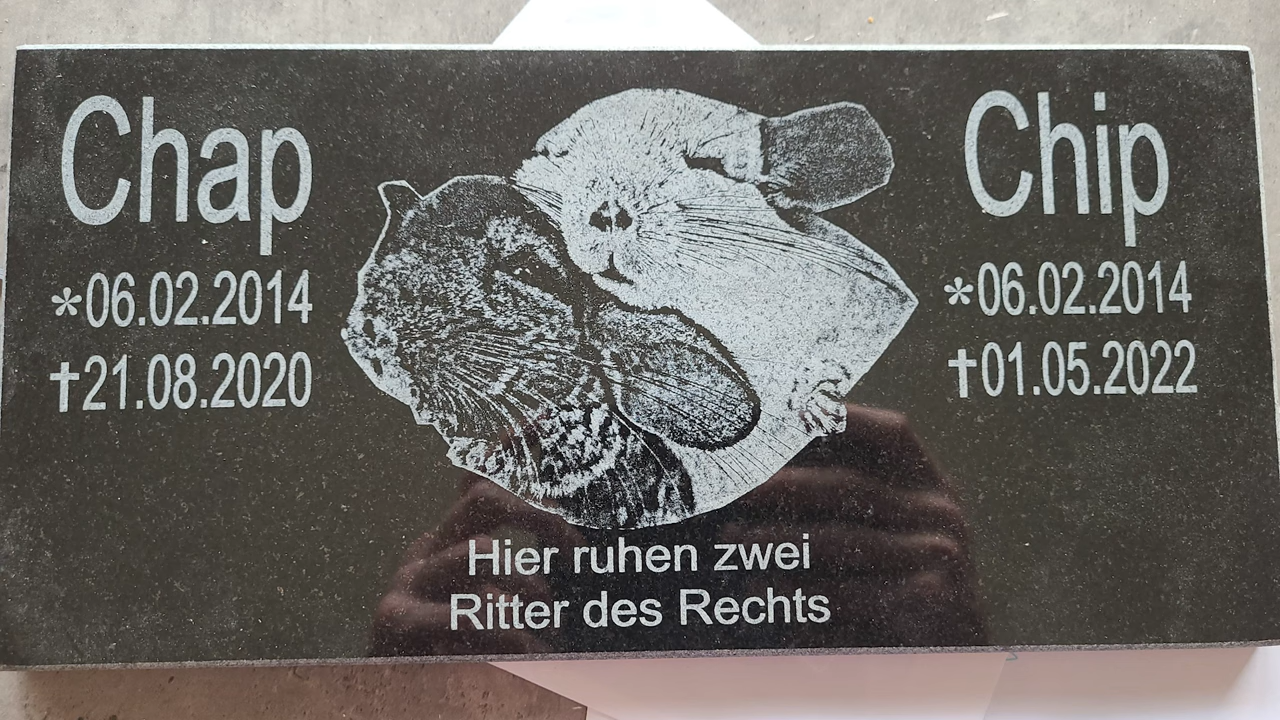 Chap
*06.02.2014
†21.08.2020
Chip
*06.02.2014
†01.05.2022
Hier ruhen zwei
Ritter des Rechts